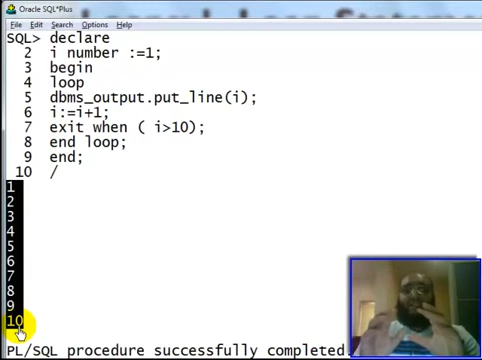 Oracle SQL*Plus
File Edit Search Options Help
SQL> declare
2 i number :=1;
3 begin
4 loop
5 dbms_output.put_line(i);
6 i:=i+1;
7 exit when ( i>10);
8 end loop;
9 end;
10 /
1
2
3
4
5
6
7
8
9
10
PL/SQL procedure successfully completed